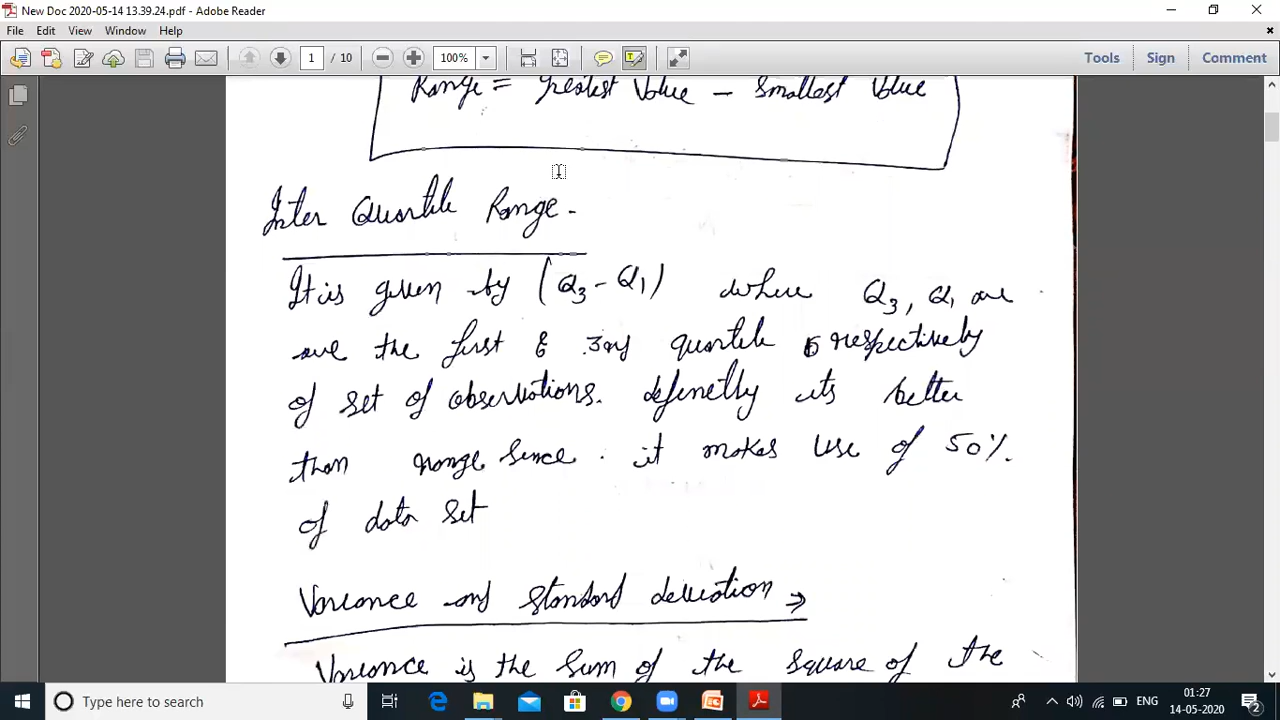 New Doc 2020-05-14 13.39.24.pdf - Adobe Reader
File Edit View Window Help
1 / 10 100% Tools Sign Comment
Range = Greatest Value - Smallest Value
Inter Quartile Range -
It is given by (Q3 - Q1) where Q3, Q1 are
are the first & 3rd quartile respectively
of set of observations. definetly its better
than range since it makes use of 50%
of data set
Variance and Standard deviation →
Variance is the sum of the square of the
Type here to search
ENG 01:27
14-05-2020